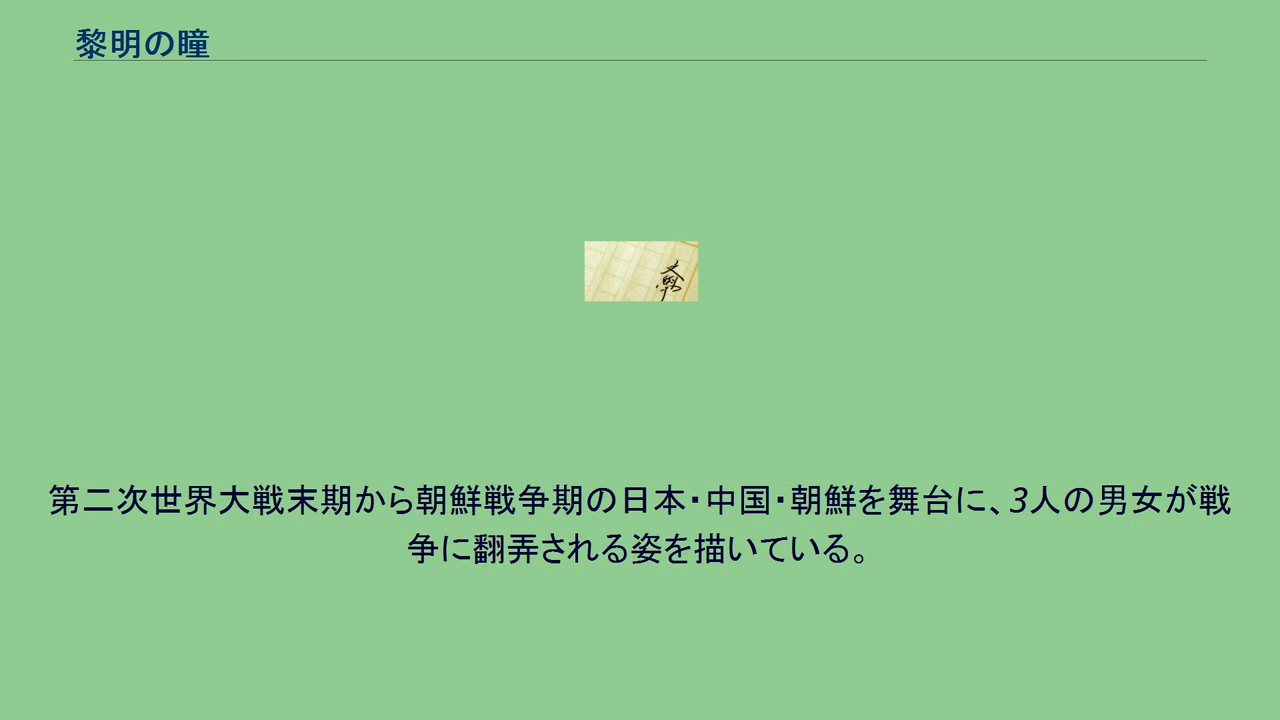 黎明の瞳
第二次世界大戦末期から朝鮮戦争期の日本・中国・朝鮮を舞台に、3人の男女が戦
争に翻弄される姿を描いている。